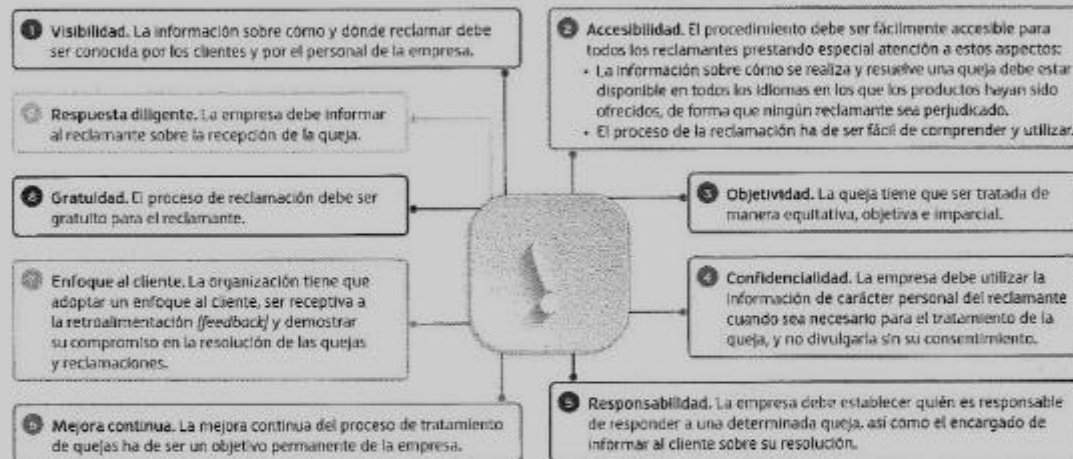 1 Visibilidad. La información sobre cómo y dónde reclamar debe
ser conocida por los clientes y por el personal de la empresa.
2 Accesibilidad. El procedimiento debe ser fácilmente accesible para
todos los reclamantes prestando especial atención a estos aspectos:
• La información sobre cómo se realiza y resuelve una queja debe estar
disponible en todos los idiomas en los que los productos hayan sido
ofrecidos, de forma que ningún reclamante sea perjudicado.
• El proceso de la reclamación ha de ser fácil de comprender y utilizar.
3 Objetividad. La queja tiene que ser tratada de
manera equitativa, objetiva e imparcial.
4 Confidencialidad. La empresa debe utilizar la
información de carácter personal del reclamante
cuando sea necesario para el tratamiento de la
queja, y no divulgarla sin su consentimiento.
5 Responsabilidad. La empresa debe establecer quién es responsable
de responder a una determinada queja, así como el encargado de
informar al cliente sobre su resolución.
Mejora continua. La mejora continua del proceso de tratamiento
de quejas ha de ser un objetivo permanente de la empresa.
Enfoque al cliente. La organización tiene que
adoptar un enfoque al cliente, ser receptiva a
la retroalimentación (feedback) y demostrar
su compromiso en la resolución de las quejas
y reclamaciones.
8 Gratuidad. El proceso de reclamación debe ser
gratuito para el reclamante.
Respuesta diligente. La empresa debe informar
al reclamante sobre la recepción de la queja.